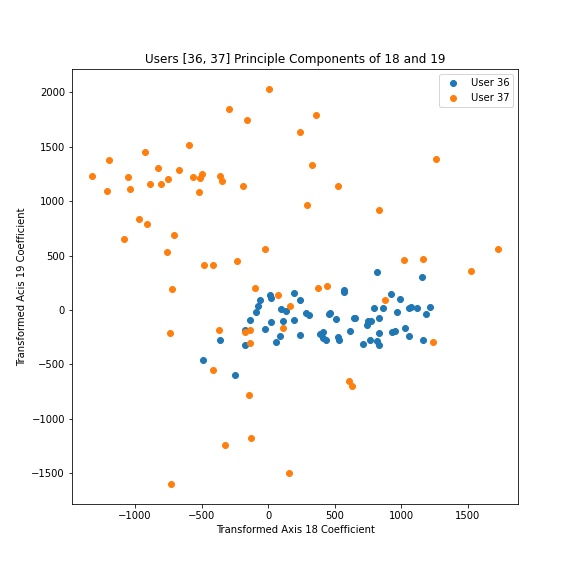 Users [36, 37] Principle Components of 18 and 19
User 36
User 37
Transformed Acis 19 Coefficient
2000
1500
1000
500
0
−500
−1000
−1500
−1000
−500
0
500
1000
1500
Transformed Axis 18 Coefficient